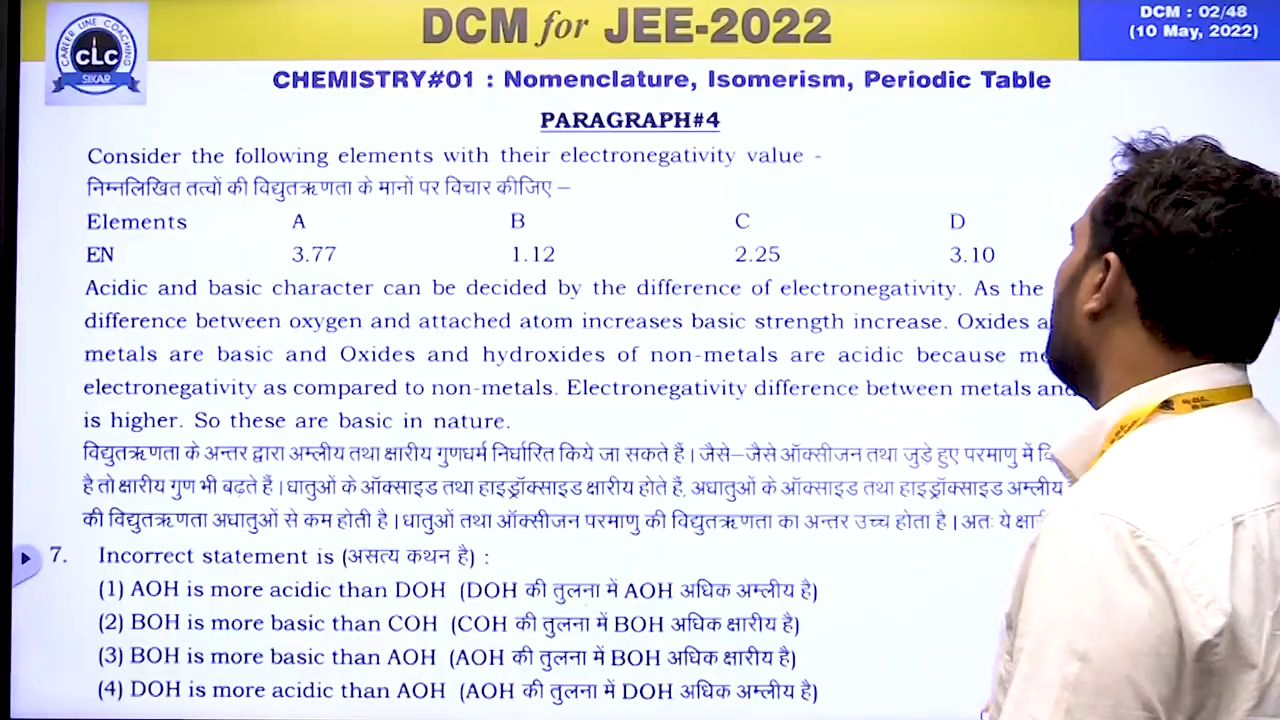 DCM for JEE-2022
DCM : 02/48
(10 May, 2022)
CAREER LINE COACHING
CLC
SIKAR
CHEMISTRY#01 : Nomenclature, Isomerism, Periodic Table
PARAGRAPH#4
Consider the following elements with their electronegativity value -
निम्नलिखित तत्वों की विद्युतऋणता के मानों पर विचार कीजिए –
Elements A B C D
EN 3.77 1.12 2.25 3.10
Acidic and basic character can be decided by the difference of electronegativity. As the
difference between oxygen and attached atom increases basic strength increase. Oxides
metals are basic and Oxides and hydroxides of non-metals are acidic because
electronegativity as compared to non-metals. Electronegativity difference between metals and
is higher. So these are basic in nature.
विद्युतऋणता के अन्तर द्वारा अम्लीय तथा क्षारीय गुणधर्म निर्धारित किये जा सकते हैं। जैसे–जैसे ऑक्सीजन तथा जुड़े हुए परमाणु में
है तो क्षारीय गुण भी बढ़ते हैं। धातुओं के ऑक्साइड तथा हाइड्रॉक्साइड क्षारीय होते हैं, अधातुओं के ऑक्साइड तथा हाइड्रॉक्साइड अम्लीय
की विद्युतऋणता अधातुओं से कम होती है। धातुओं तथा ऑक्सीजन परमाणु की विद्युतऋणता का अन्तर उच्च होता है। अतः ये
7. Incorrect statement is (असत्य कथन है) :
(1) AOH is more acidic than DOH (DOH की तुलना में AOH अधिक अम्लीय है)
(2) BOH is more basic than COH (COH की तुलना में BOH अधिक क्षारीय है)
(3) BOH is more basic than AOH (AOH की तुलना में BOH अधिक क्षारीय है)
(4) DOH is more acidic than AOH (AOH की तुलना में DOH अधिक अम्लीय है)